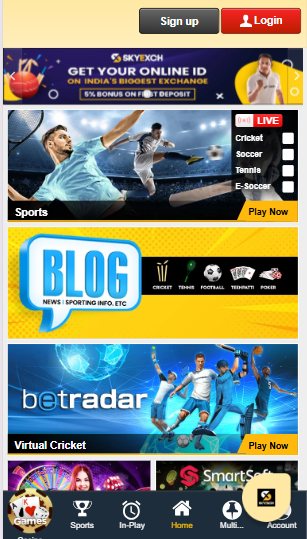 Sign up
Login
SKYEXCH
GET YOUR ONLINE ID
ON INDIA'S BIGGEST EXCHANGE
5% BONUS ON FIRST DEPOSIT
LIVE
Cricket
Soccer
Tennis
E-Soccer
Sports
Play Now
BLOG
NEWS | SPORTING INFO. ETC
CRICKET TENNIS FOOTBALL TEENPATTI POKER
betradar
Virtual Cricket
Play Now
SmartSoft
Games
Sports
In-Play
Home
Multi...
Account
SKYEXCH